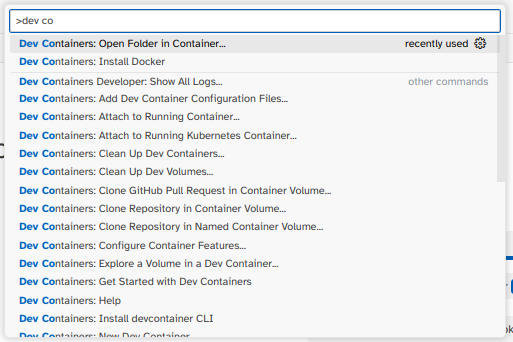 >dev co
Dev Containers: Open Folder in Container... recently used
Dev Containers: Install Docker
Dev Containers Developer: Show All Logs... other commands
Dev Containers: Add Dev Container Configuration Files...
Dev Containers: Attach to Running Container...
Dev Containers: Attach to Running Kubernetes Container...
Dev Containers: Clean Up Dev Containers...
Dev Containers: Clean Up Dev Volumes...
Dev Containers: Clone GitHub Pull Request in Container Volume...
Dev Containers: Clone Repository in Container Volume...
Dev Containers: Clone Repository in Named Container Volume...
Dev Containers: Configure Container Features...
Dev Containers: Explore a Volume in a Dev Container...
Dev Containers: Get Started with Dev Containers
Dev Containers: Help
Dev Containers: Install devcontainer CLI
Dev Containers: New Dev Container